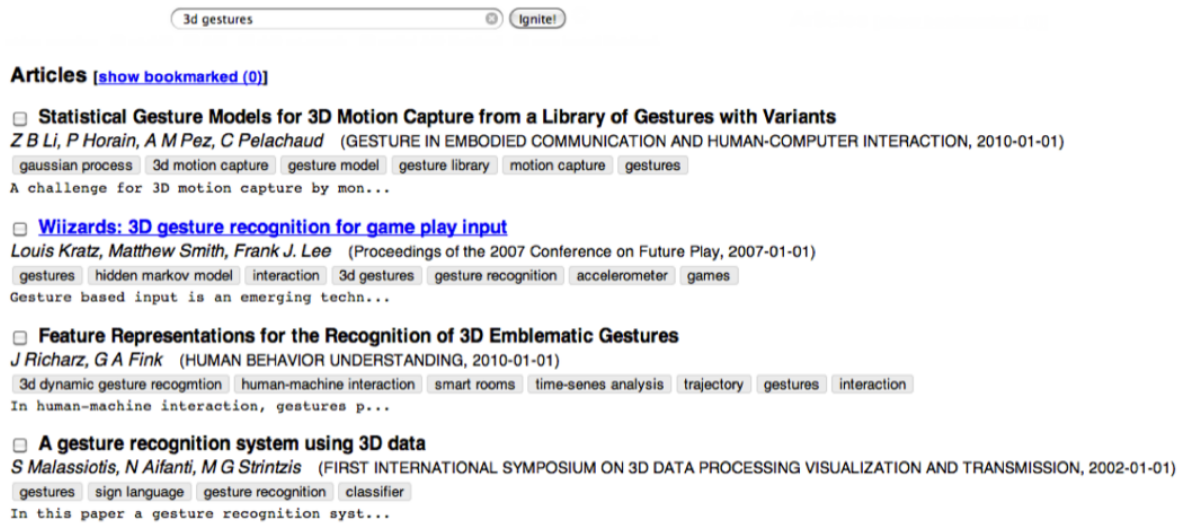 3d gestures Ignite!
Articles [show bookmarked (0)]
Statistical Gesture Models for 3D Motion Capture from a Library of Gestures with Variants
Z B Li, P Horain, A M Pez, C Pelachaud (GESTURE IN EMBODIED COMMUNICATION AND HUMAN-COMPUTER INTERACTION, 2010-01-01)
gaussian process 3d motion capture gesture model gesture library motion capture gestures
A challenge for 3D motion capture by mon...
Wiizards: 3D gesture recognition for game play input
Louis Kratz, Matthew Smith, Frank J. Lee (Proceedings of the 2007 Conference on Future Play, 2007-01-01)
gestures hidden markov model interaction 3d gestures gesture recognition accelerometer games
Gesture based input is an emerging techn...
Feature Representations for the Recognition of 3D Emblematic Gestures
J Richarz, G A Fink (HUMAN BEHAVIOR UNDERSTANDING, 2010-01-01)
3d dynamic gesture recogmtion human-machine interaction smart rooms time-senes analysis trajectory gestures interaction
In human-machine interaction, gestures p...
A gesture recognition system using 3D data
S Malassiotis, N Aifanti, M G Strintzis (FIRST INTERNATIONAL SYMPOSIUM ON 3D DATA PROCESSING VISUALIZATION AND TRANSMISSION, 2002-01-01)
gestures sign language gesture recognition classifier
In this paper a gesture recognition syst...